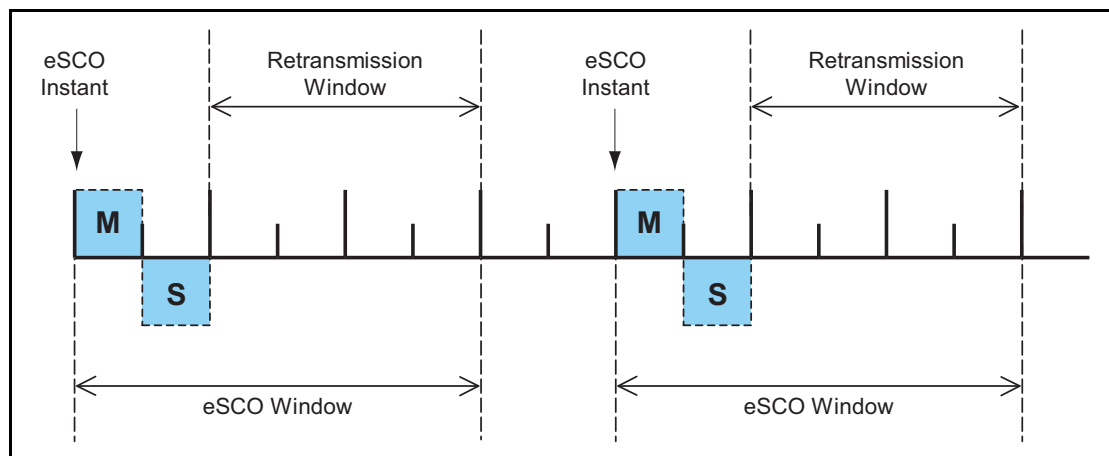 eSCO
Instant
Retransmission
Window
eSCO
Instant
Retransmission
Window
M
S
M
S
eSCO Window
eSCO Window